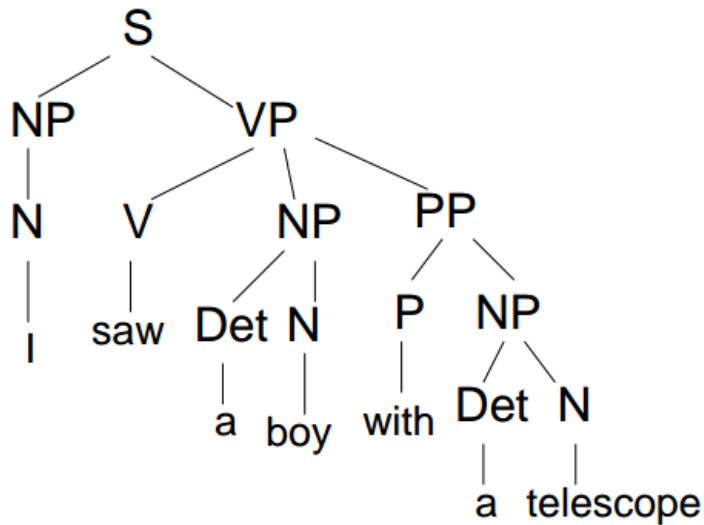 S
NP VP
N V NP PP
I saw Det N P NP
a boy with Det N
a telescope